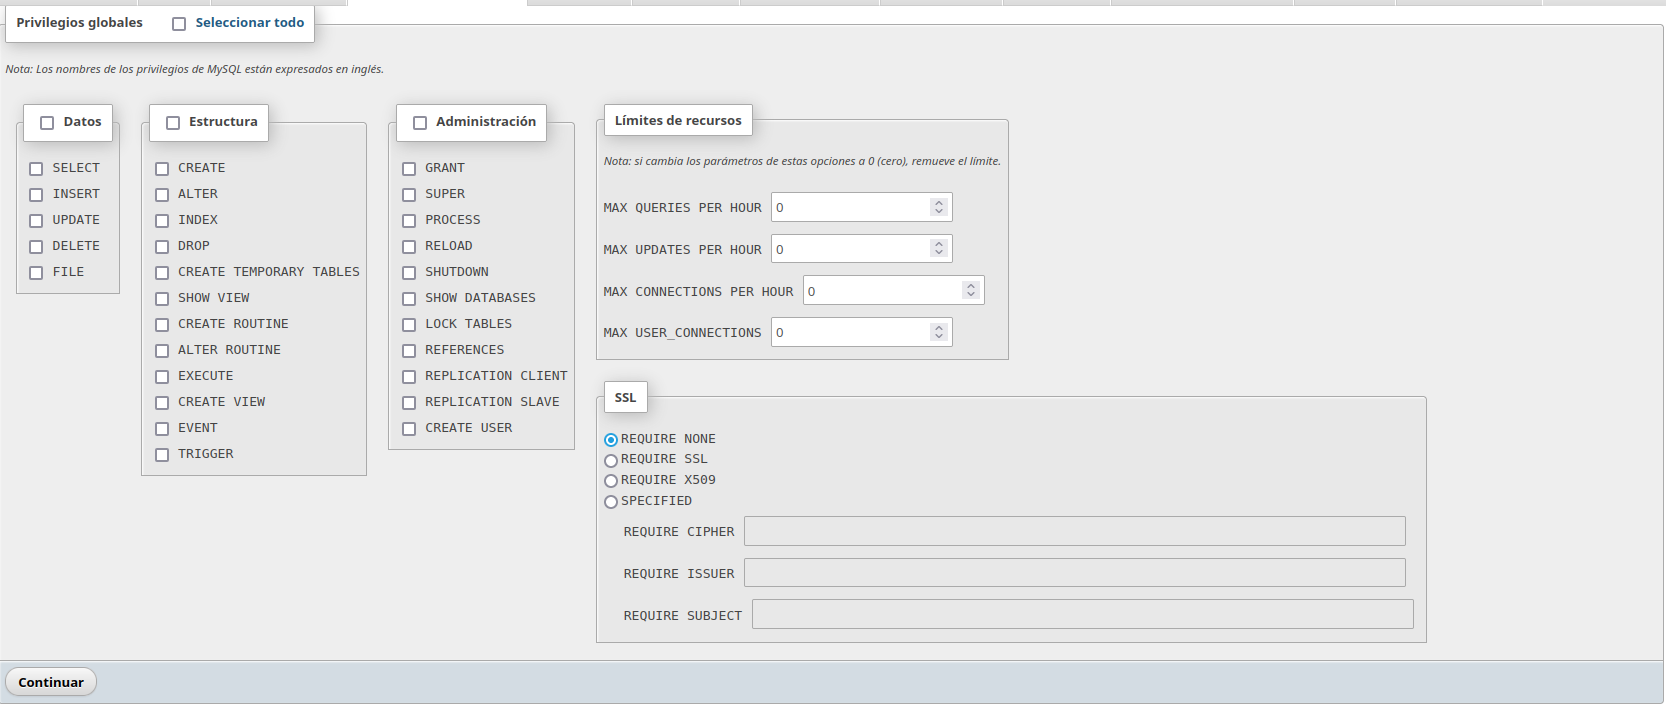 Privilegios globales Seleccionar todo
Nota: Los nombres de los privilegios de MySQL están expresados en inglés.
Datos
SELECT
INSERT
UPDATE
DELETE
FILE
Estructura
CREATE
ALTER
INDEX
DROP
CREATE TEMPORARY TABLES
SHOW VIEW
CREATE ROUTINE
ALTER ROUTINE
EXECUTE
CREATE VIEW
EVENT
TRIGGER
Administración
GRANT
SUPER
PROCESS
RELOAD
SHUTDOWN
SHOW DATABASES
LOCK TABLES
REFERENCES
REPLICATION CLIENT
REPLICATION SLAVE
CREATE USER
Límites de recursos
Nota: si cambia los parámetros de estas opciones a 0 (cero), remueve el límite.
MAX QUERIES PER HOUR 0
MAX UPDATES PER HOUR 0
MAX CONNECTIONS PER HOUR 0
MAX USER_CONNECTIONS 0
SSL
REQUIRE NONE
REQUIRE SSL
REQUIRE X509
SPECIFIED
REQUIRE CIPHER
REQUIRE ISSUER
REQUIRE SUBJECT
Continuar